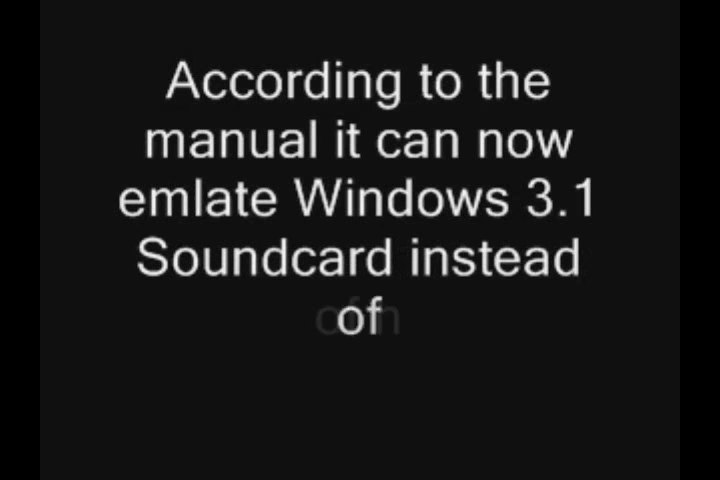 According to the
manual it can now
emlate Windows 3.1
Soundcard instead
of